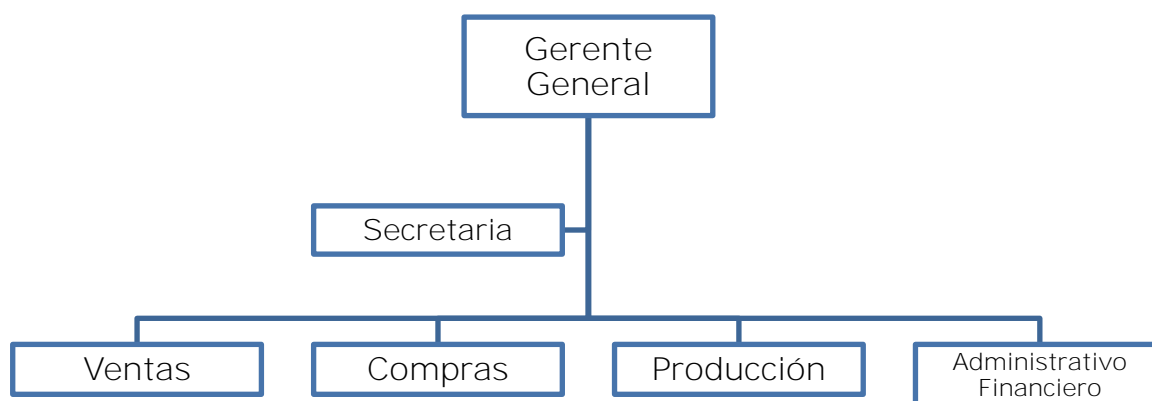 Gerente
General
Secretaria
Ventas
Compras
Producción
Administrativo
Financiero